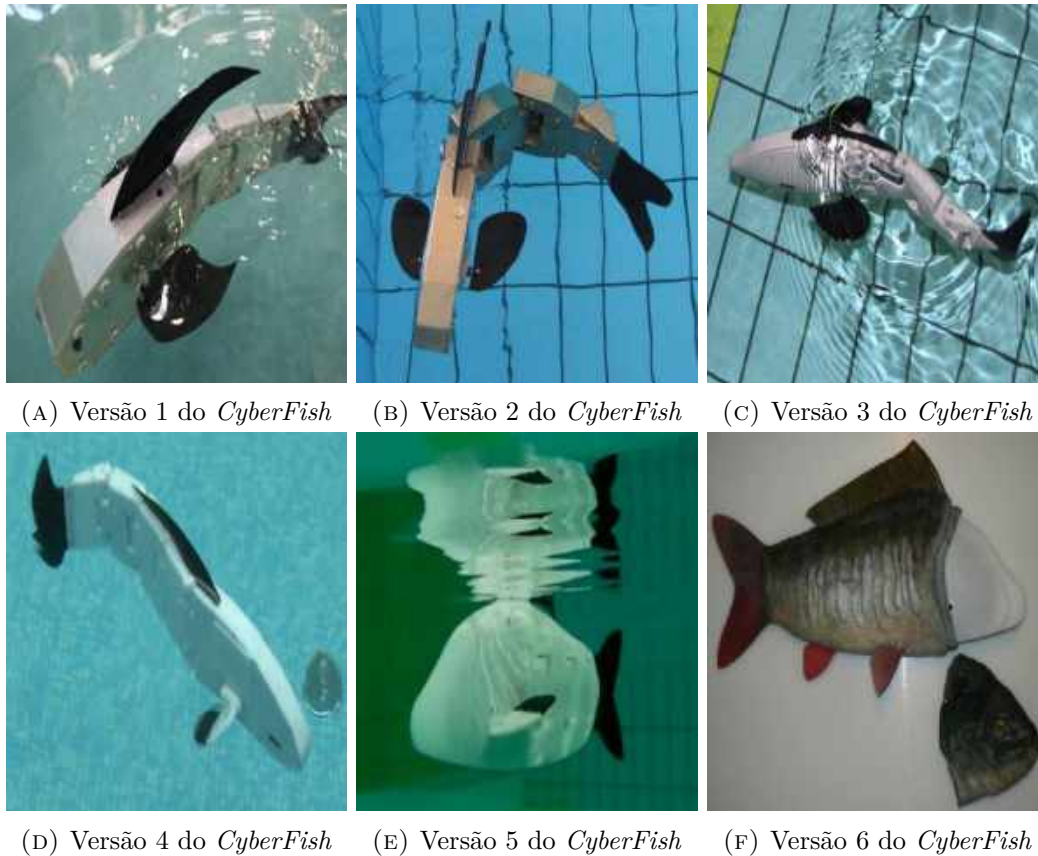 (A) Versão 1 do CyberFish
(B) Versão 2 do CyberFish
(C) Versão 3 do CyberFish
(D) Versão 4 do CyberFish
(E) Versão 5 do CyberFish
(F) Versão 6 do CyberFish